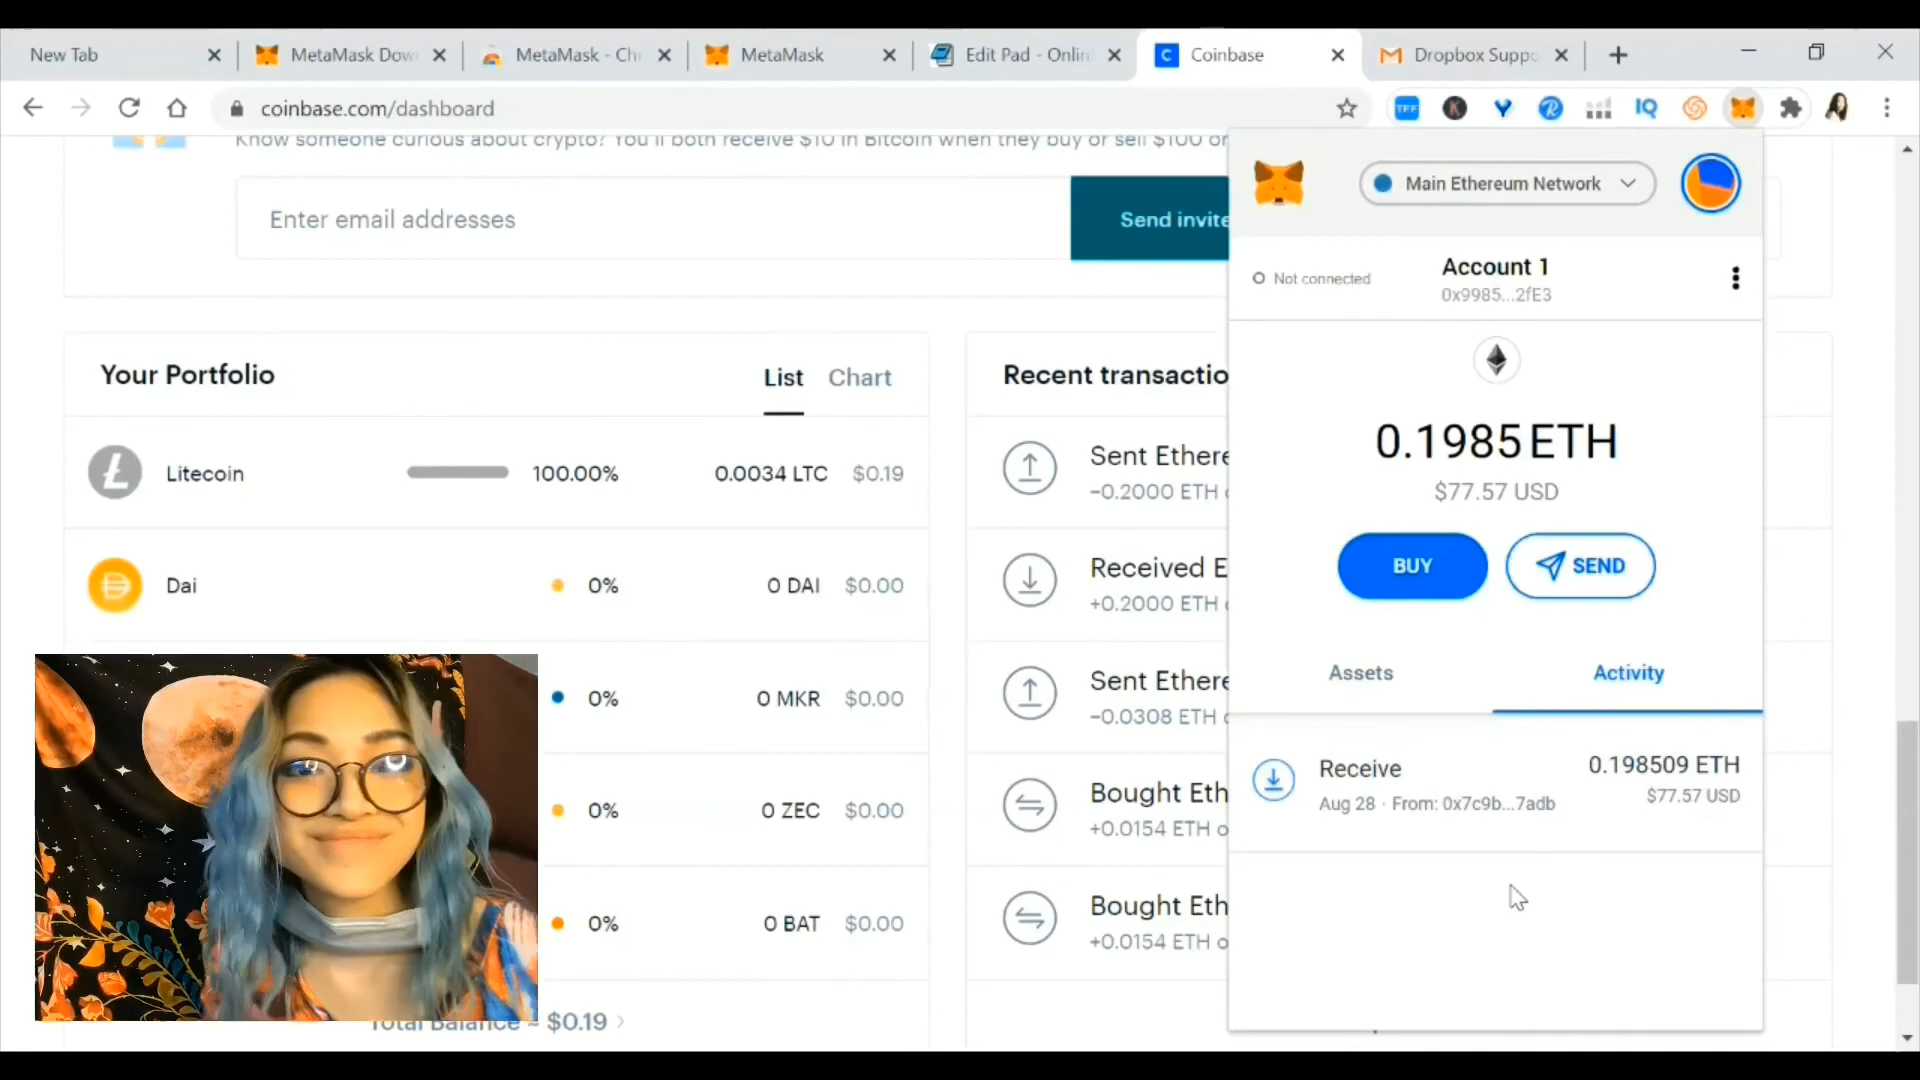 New Tab
MetaMask Dow
MetaMask - Chr
MetaMask
Edit Pad - Onlin
Coinbase
Dropbox Suppo
coinbase.com/dashboard
TFF
IQ
Know someone curious about crypto? You'll both receive $10 in Bitcoin when they buy or sell $100 or
Enter email addresses
Send invite
Your Portfolio
List
Chart
Litecoin
100.00%
0.0034 LTC
$0.19
Dai
0%
0 DAI
$0.00
0%
0 MKR
$0.00
0%
0 ZEC
$0.00
0%
0 BAT
$0.00
Total Balance ≈ $0.19
Recent transactio
Sent Ethere
−0.2000 ETH
Received E
+0.2000 ETH
Sent Ethere
−0.0308 ETH
Bought Eth
+0.0154 ETH o
Bought Eth
+0.0154 ETH o
Main Ethereum Network
Not connected
Account 1
0x9985...2fE3
0.1985 ETH
$77.57 USD
BUY
SEND
Assets
Activity
Receive
0.198509 ETH
Aug 28 · From: 0x7c9b...7adb
$77.57 USD